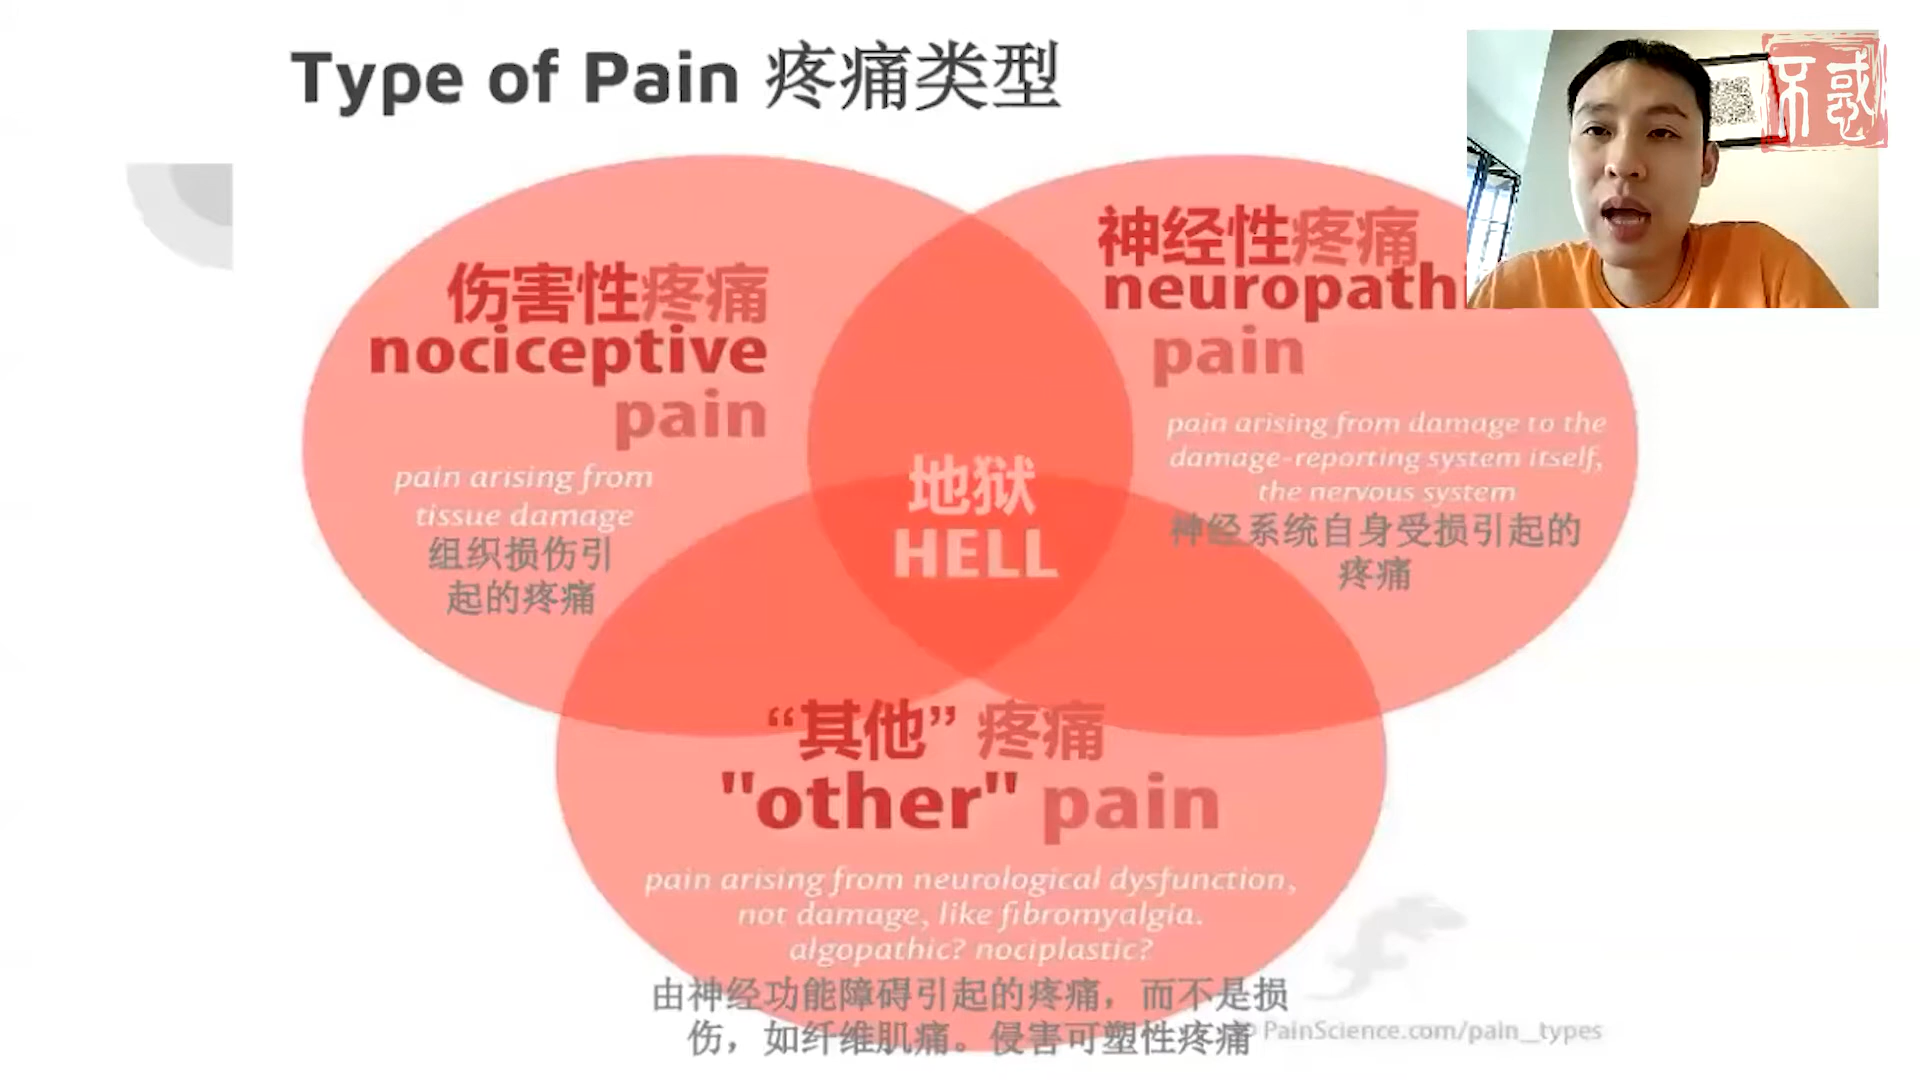 Type of Pain 疼痛类型
不惑
伤害性疼痛
nociceptive
pain
pain arising from
tissue damage
组织损伤引
起的疼痛
神经性疼痛
neuropathi
pain
pain arising from damage to the
damage-reporting system itself,
the nervous system
神经系统自身受损引起的
疼痛
地狱
HELL
“其他” 疼痛
"other" pain
pain arising from neurological dysfunction,
not damage, like fibromyalgia.
algopathic? nociplastic?
由神经功能障碍引起的疼痛，而不是损
伤，如纤维肌痛。侵害可塑性疼痛
© PainScience.com/pain_types